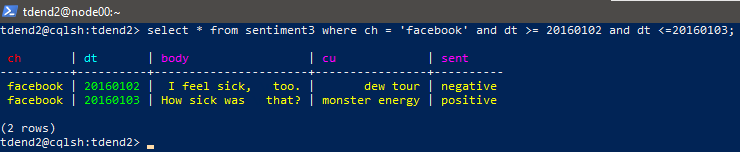 tdend2@node00:~
tdend2@cqlsh:tdend2> select * from sentiment3 where ch = 'facebook' and dt >= 20160102 and dt <=20160103;
ch | dt | body | cu | sent
----------+----------+----------------------+----------------+----------
facebook | 20160102 | I feel sick, too. | dew tour | negative
facebook | 20160103 | How sick was that? | monster energy | positive
(2 rows)
tdend2@cqlsh:tdend2>